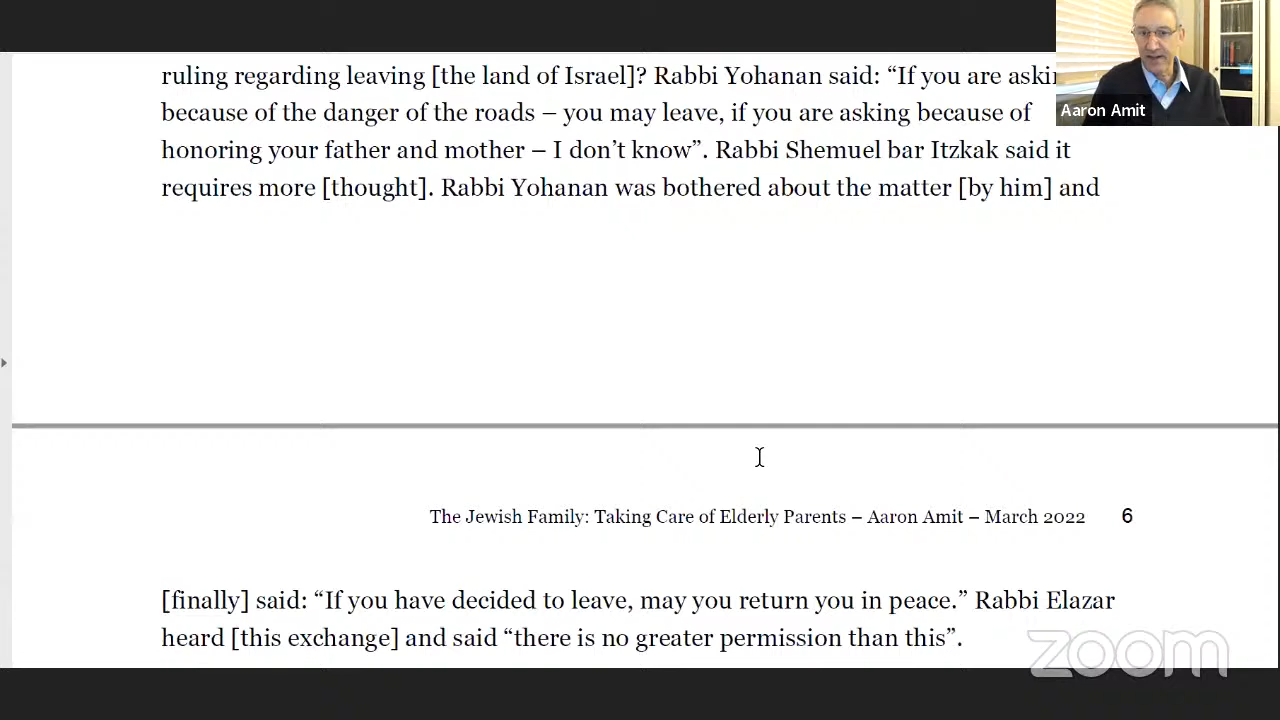 ruling regarding leaving [the land of Israel]? Rabbi Yohanan said: “If you are
because of the danger of the roads – you may leave, if you are asking because of
honoring your father and mother – I don’t know”. Rabbi Shemuel bar Itzkak said it
requires more [thought]. Rabbi Yohanan was bothered about the matter [by him] and
Aaron Amit
The Jewish Family: Taking Care of Elderly Parents – Aaron Amit – March 2022 6
[finally] said: “If you have decided to leave, may you return you in peace.” Rabbi Elazar
heard [this exchange] and said “there is no greater permission than this”.
zoom